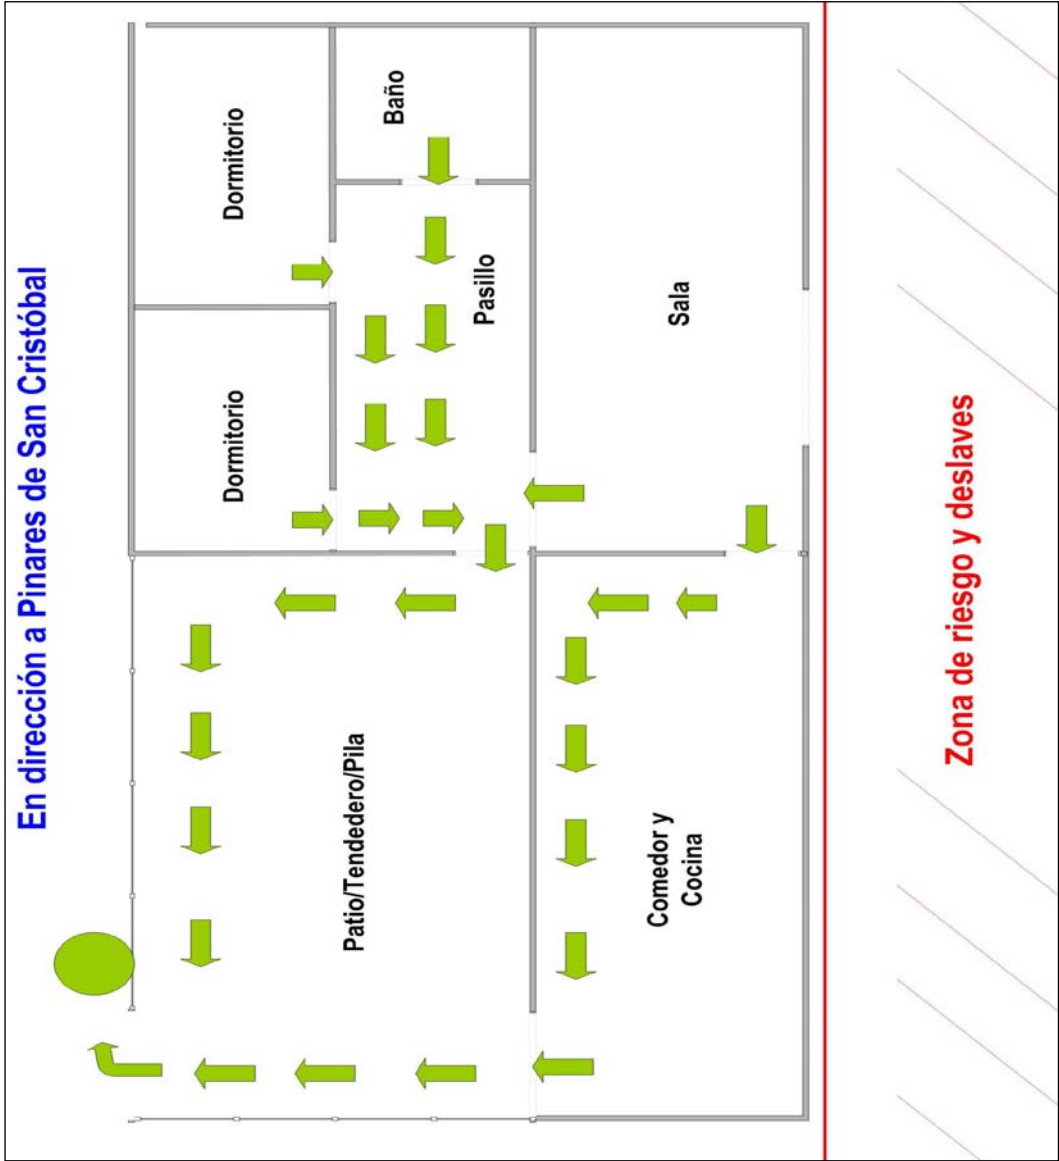 En dirección a Pinares de San Cristóbal
Dormitorio
Dormitorio
Baño
Pasillo
Sala
Patio/Tendedero/Pila
Comedor y
Cocina
Zona de riesgo y deslaves